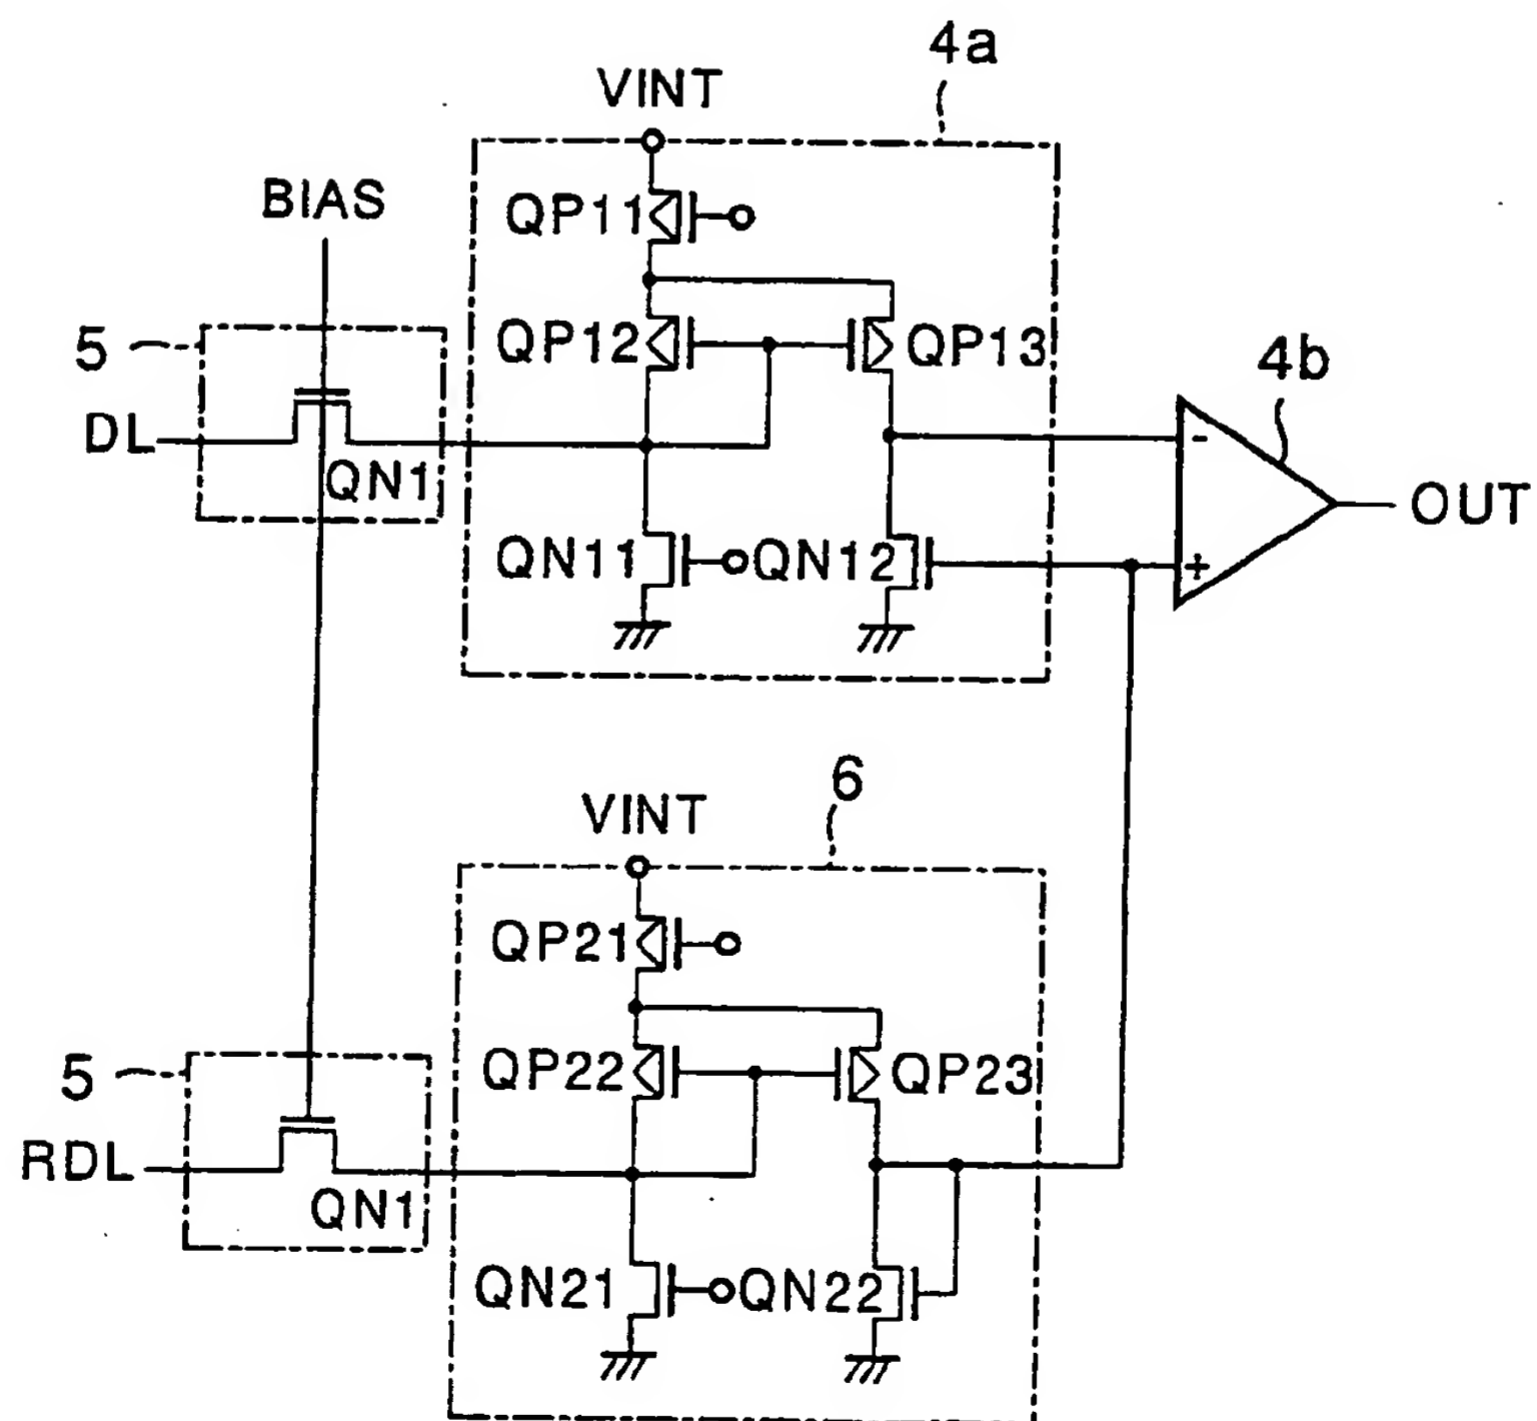 4a
VINT
BIAS
QP11
5
QP12
QP13
4b
DL
-
QN1
OUT
QN11
QN12
+
6
VINT
QP21
5
QP22
QP23
RDL
QN1
QN21
QN22